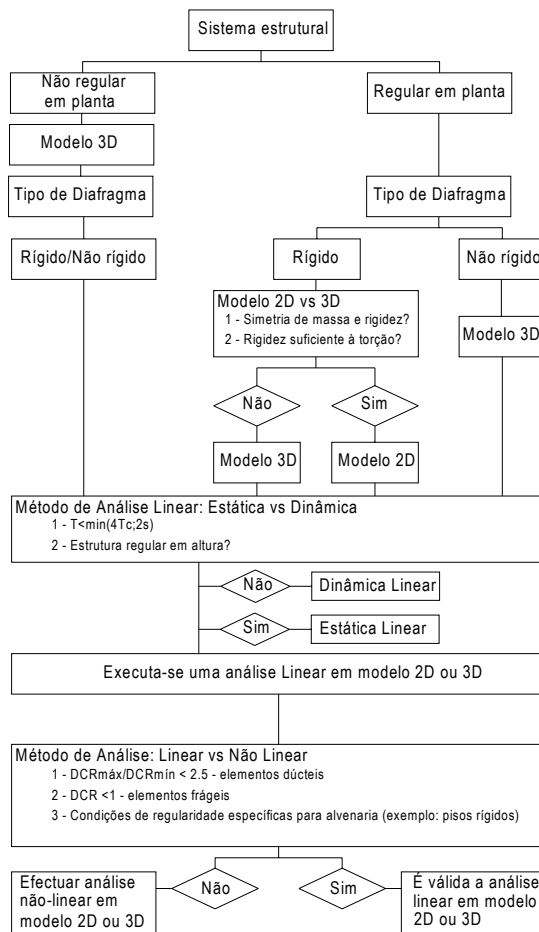 Sistema estrutural
Não regular
em planta
Regular em planta
Modelo 3D
Tipo de Diafragma
Tipo de Diafragma
Rígido/Não rígido
Rígido
Não rígido
Modelo 2D vs 3D
1 - Simetria de massa e rigidez?
2 - Rigidez suficiente à torção?
Modelo 3D
Não
Sim
Modelo 3D
Modelo 2D
Método de Análise Linear: Estática vs Dinâmica
1 - T<min(4Tc;2s)
2 - Estrutura regular em altura?
Não
Dinâmica Linear
Sim
Estática Linear
Executa-se uma análise Linear em modelo 2D ou 3D
Método de Análise: Linear vs Não Linear
1 - DCRmáx/DCRmín < 2.5 - elementos dúcteis
2 - DCR <1 - elementos frágeis
3 - Condições de regularidade específicas para alvenaria (exemplo: pisos rígidos)
Efectuar análise
não-linear em
modelo 2D ou 3D
Não
Sim
É válida a análise
linear em modelo
2D ou 3D